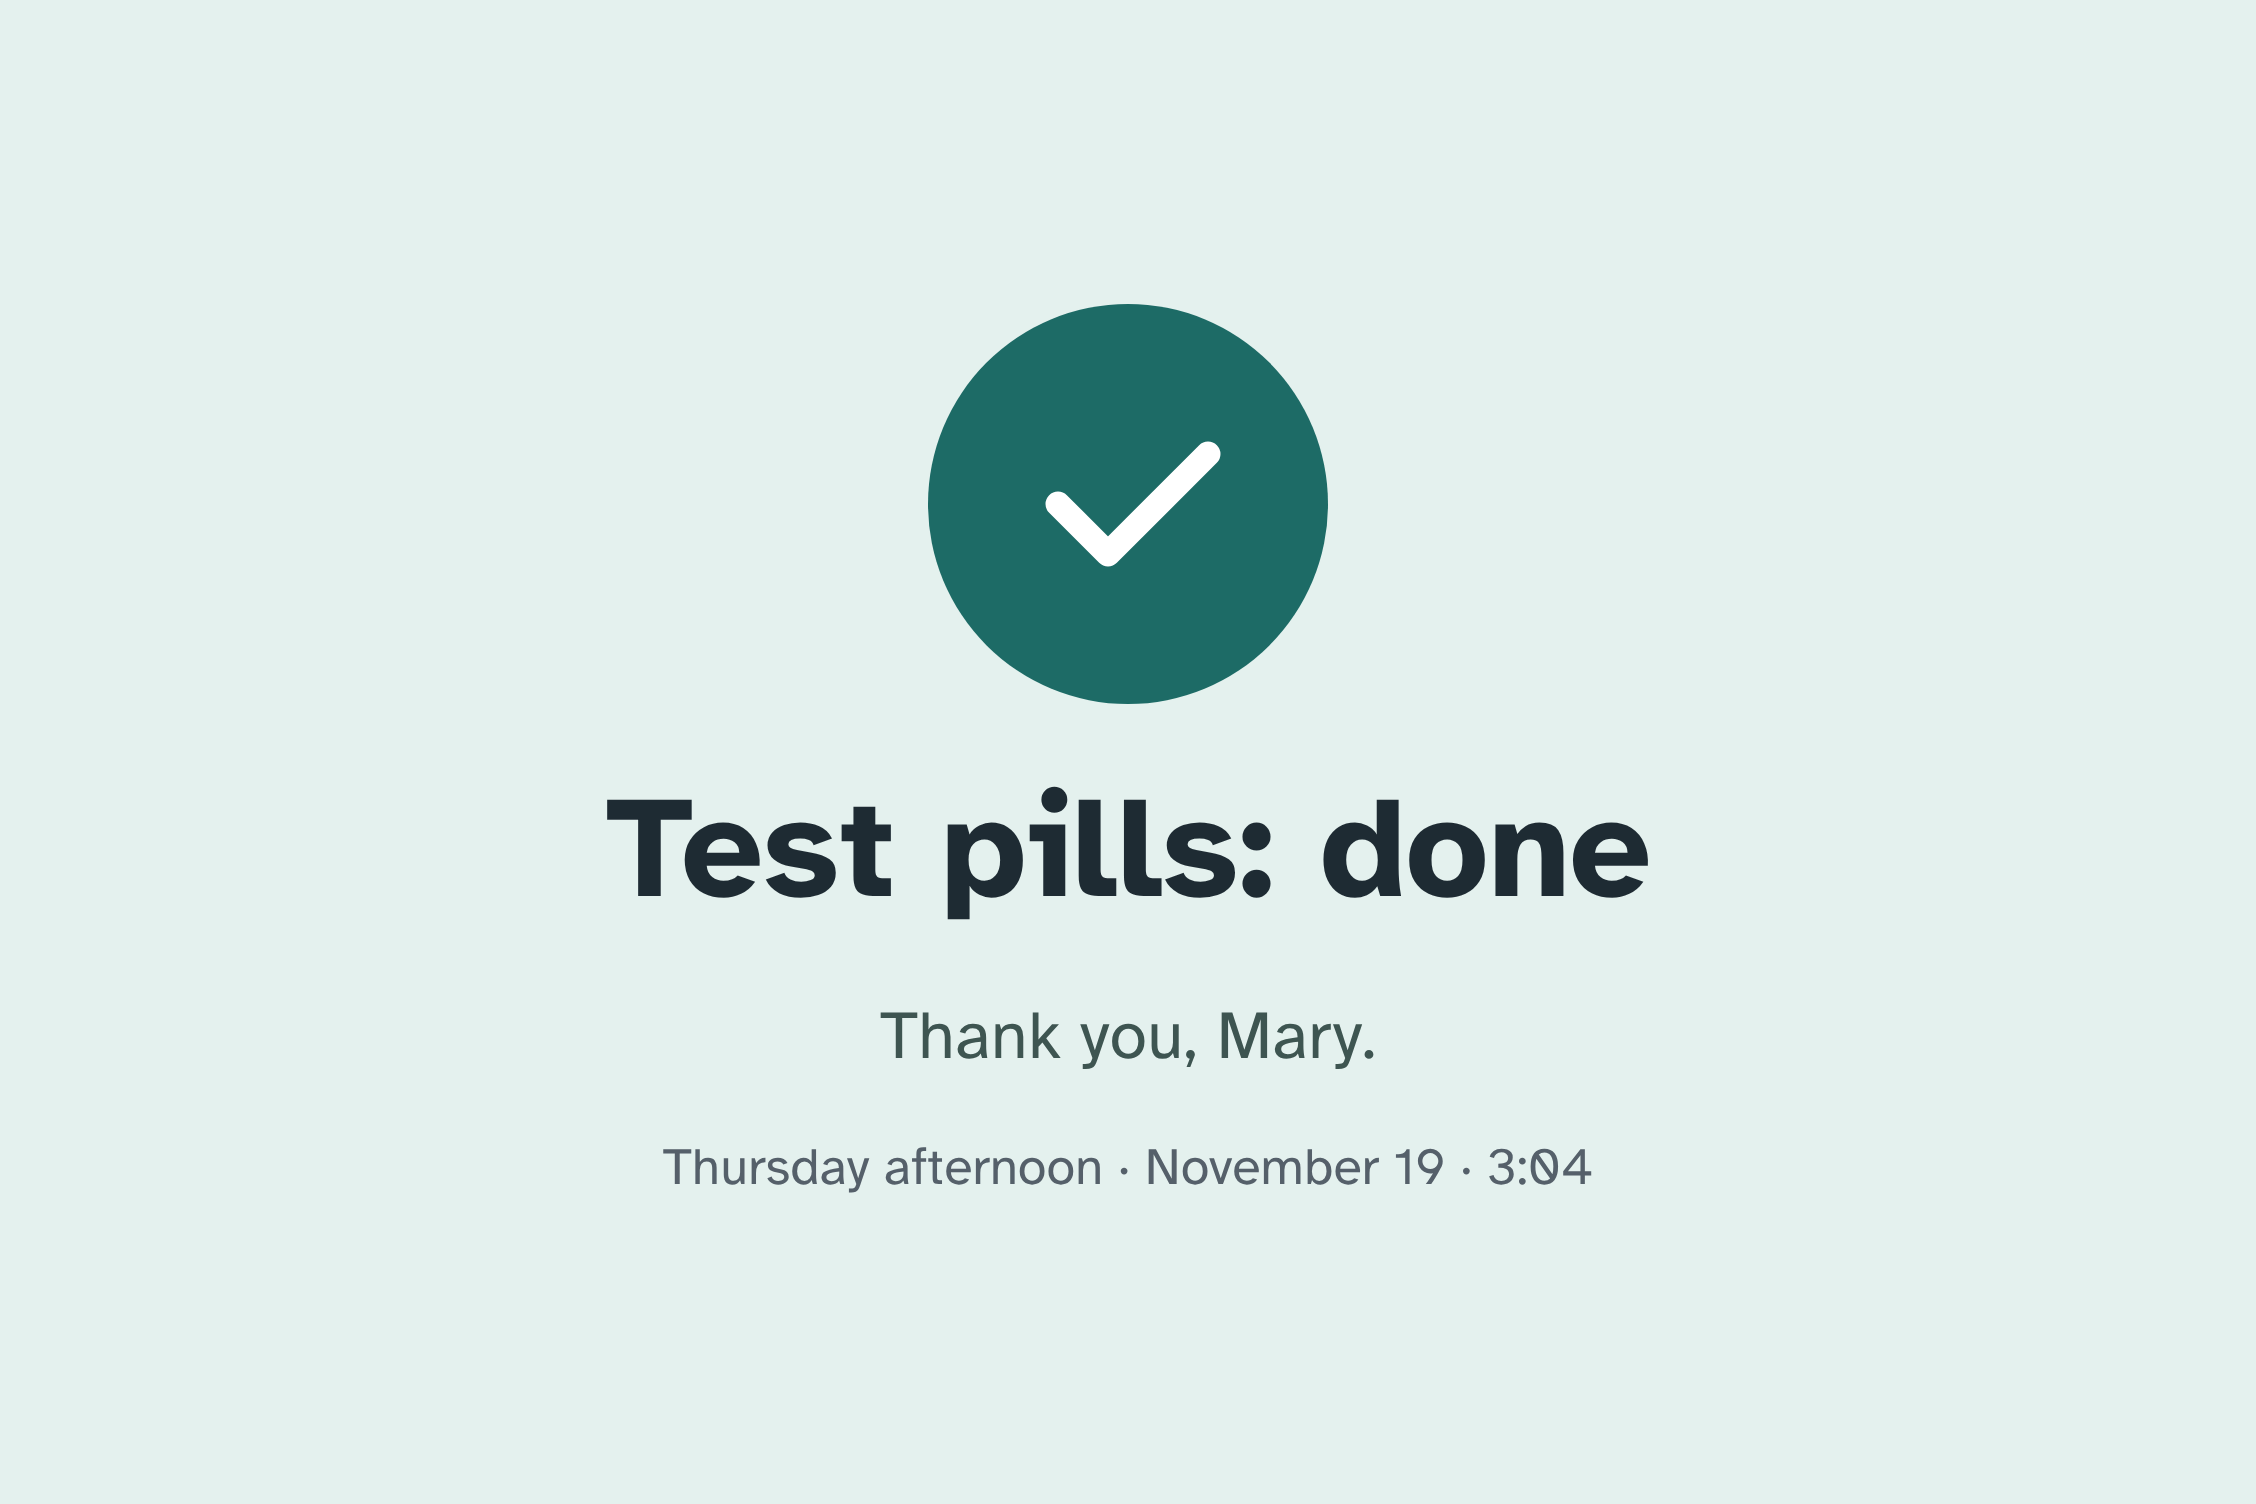 Test pills: done
Thank you, Mary.
Thursday afternoon · November 19 · 3:04